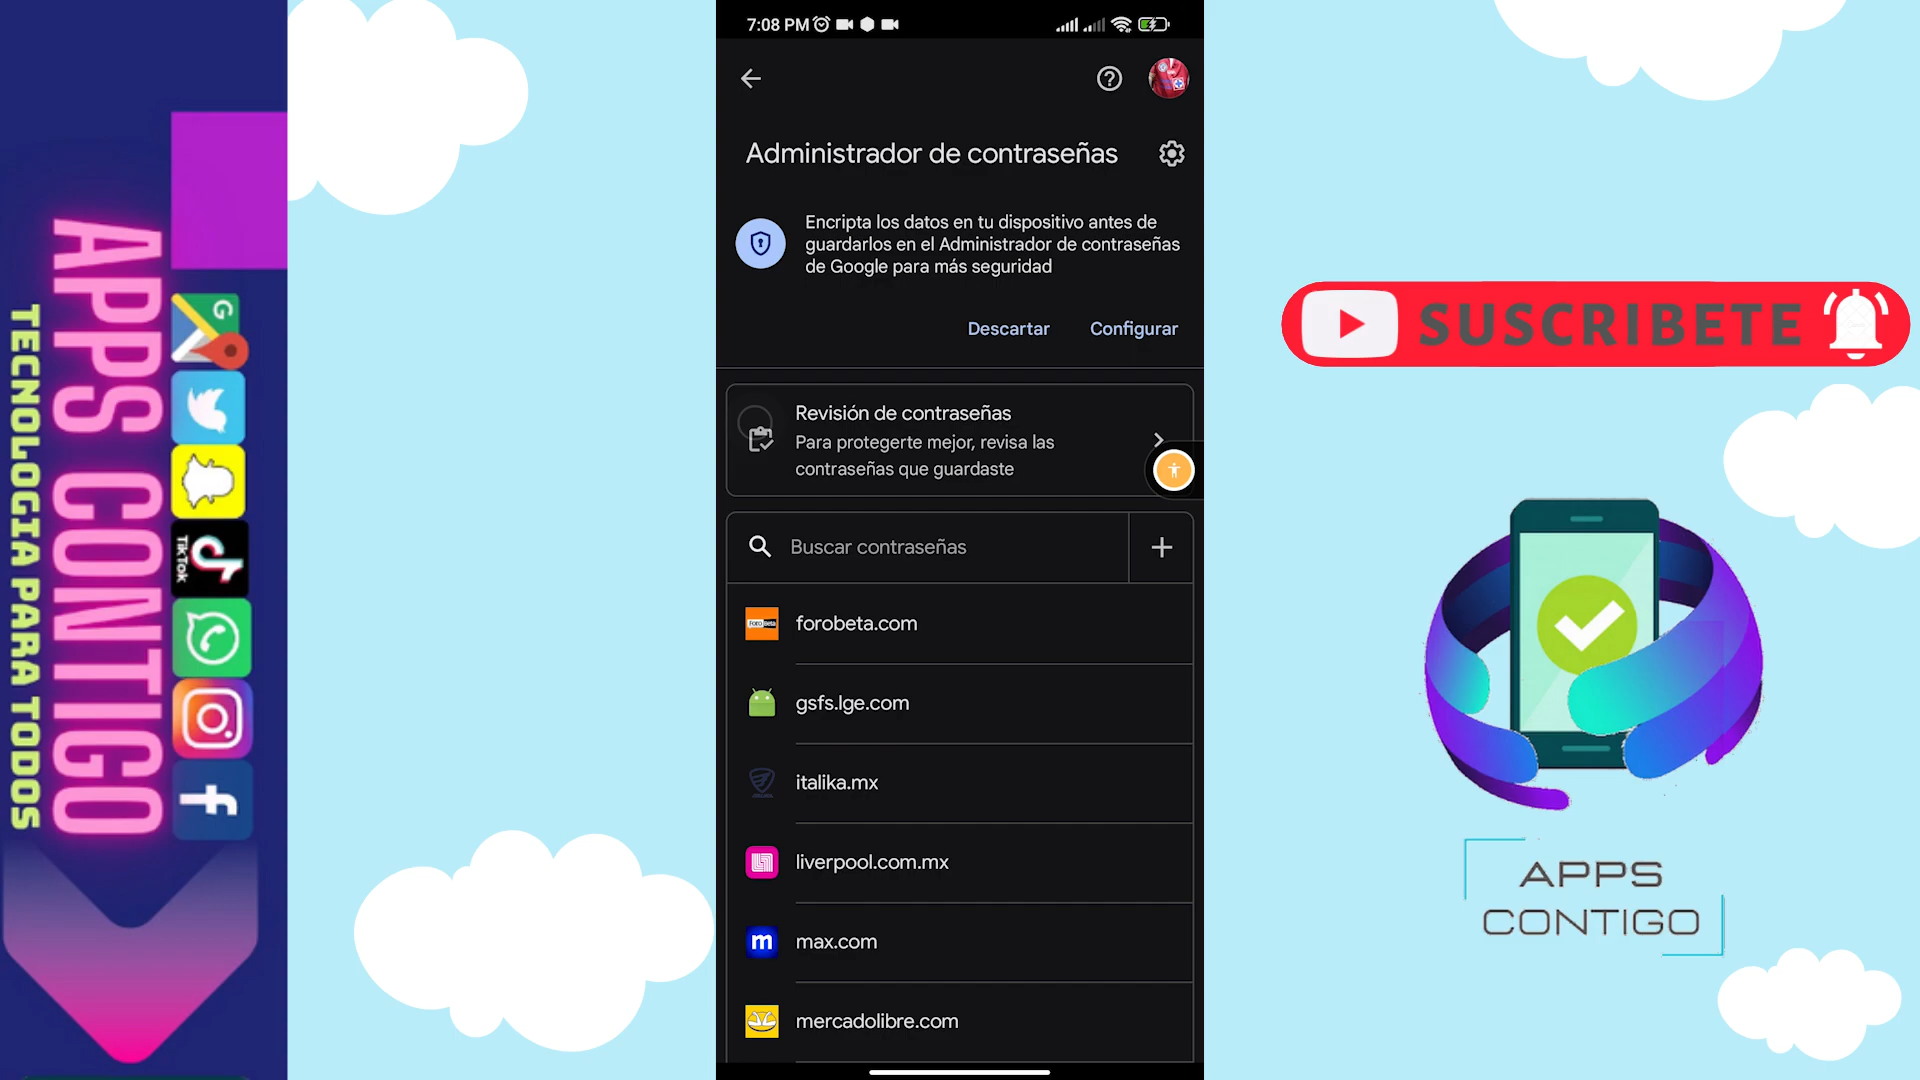 7:08 PM
Administrador de contraseñas
Encripta los datos en tu dispositivo antes de
guardarlos en el Administrador de contraseñas
de Google para más seguridad
Descartar
Configurar
Revisión de contraseñas
Para protegerte mejor, revisa las
contraseñas que guardaste
Buscar contraseñas
forobeta.com
gsfs.lge.com
italika.mx
liverpool.com.mx
m
max.com
mercadolibre.com
APPS CONTIGO
TECNOLOGIA PARA TODOS
G
TikTok
f
SUSCRIBETE
APPS
CONTIGO